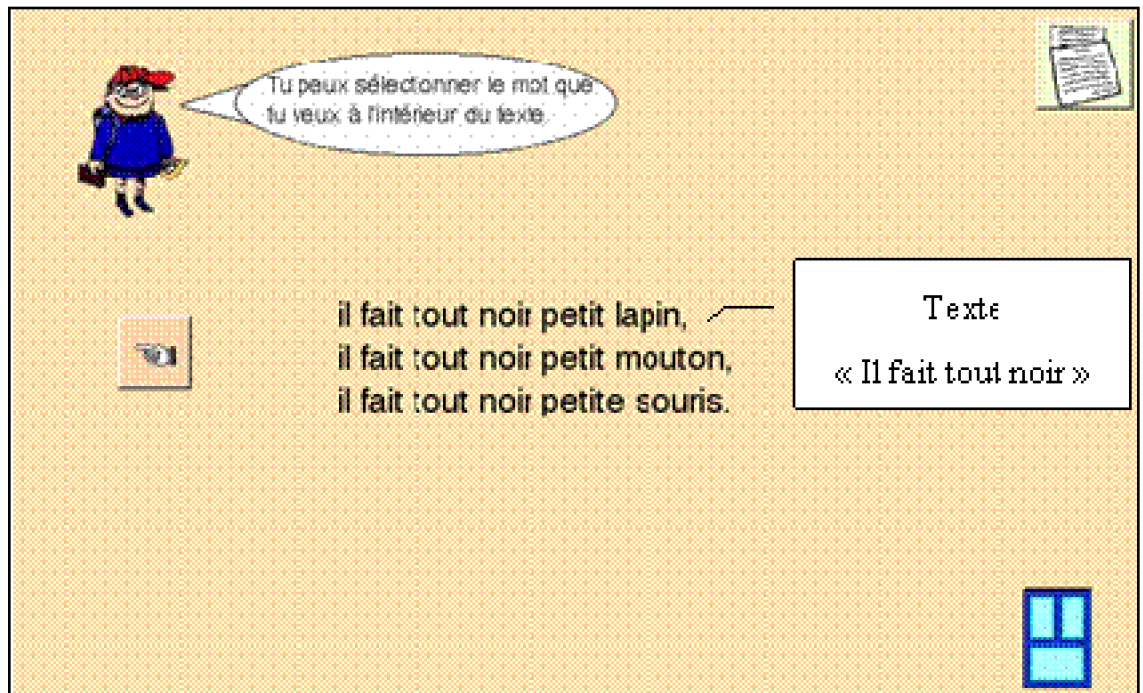 Tu peux sélectionner le mot que
tu veux à l'intérieur du texte.
il fait tout noir petit lapin,
il fait tout noir petit mouton,
il fait tout noir petite souris.
Texte
« Il fait tout noir »